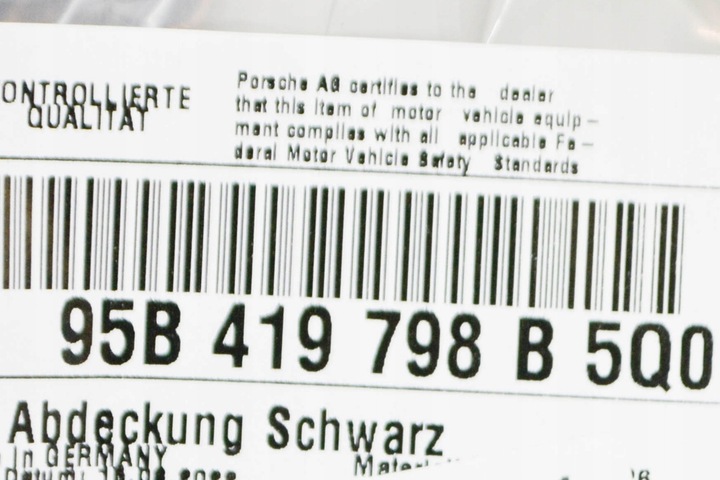 ONTROLLIERTE
QUALITÄT
Porsche AG certifies to the dealer
that this item of motor vehicle equip-
ment complies with all applicable Fe-
deral Motor Vehicle Safety Standards
95B 419 798 B 5Q0
Abdeckung Schwarz
in GERMANY